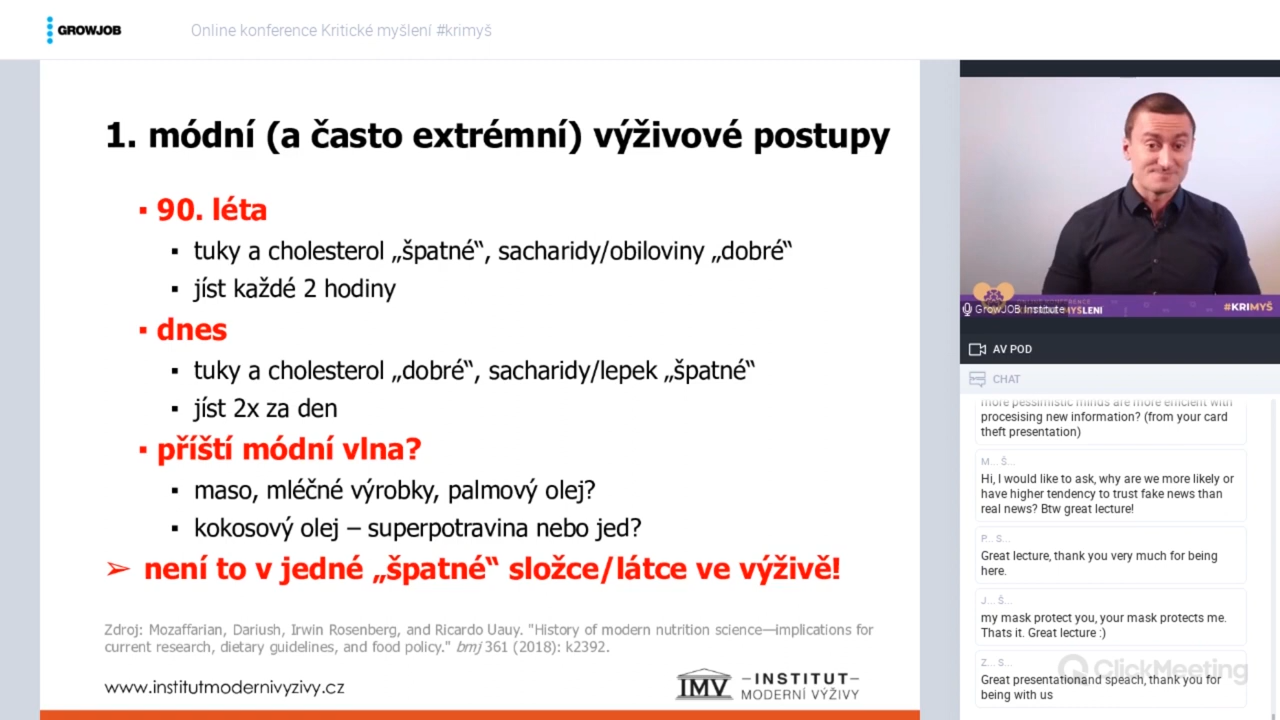 GROWJOB
Online konference Kritické myšlení #krimyš
1. módní (a často extrémní) výživové postupy
▪ 90. léta
▪ tuky a cholesterol „špatné“, sacharidy/obiloviny „dobré“
▪ jíst každé 2 hodiny
▪ dnes
▪ tuky a cholesterol „dobré“, sacharidy/lepek „špatné“
▪ jíst 2x za den
▪ příští módní vlna?
▪ maso, mléčné výrobky, palmový olej?
▪ kokosový olej – superpotravina nebo jed?
➢ není to v jedné „špatné“ složce/látce ve výživě!
Zdroj: Mozaffarian, Dariush, Irwin Rosenberg, and Ricardo Uauy. "History of modern nutrition science—implications for
current research, dietary guidelines, and food policy." bmj 361 (2018): k2392.
www.institutmodernivyzivy.cz
IMV
–INSTITUT–
MODERNÍ VÝŽIVY
GrowJOB Institute
#KRIMYŠ
AV POD
CHAT
more pessimistic minds are more efficient with
procesising new information? (from your card
theft presentation)
M... Š...
Hi, I would like to ask, why are we more likely or
have higher tendency to trust fake news than
real news? Btw great lecture!
P... S...
Great lecture, thank you very much for being
here.
J... Š...
my mask protect you, your mask protects me.
Thats it. Great lecture :)
Z... S...
Great presentationand speach, thank you for
being with us
ClickMeeting